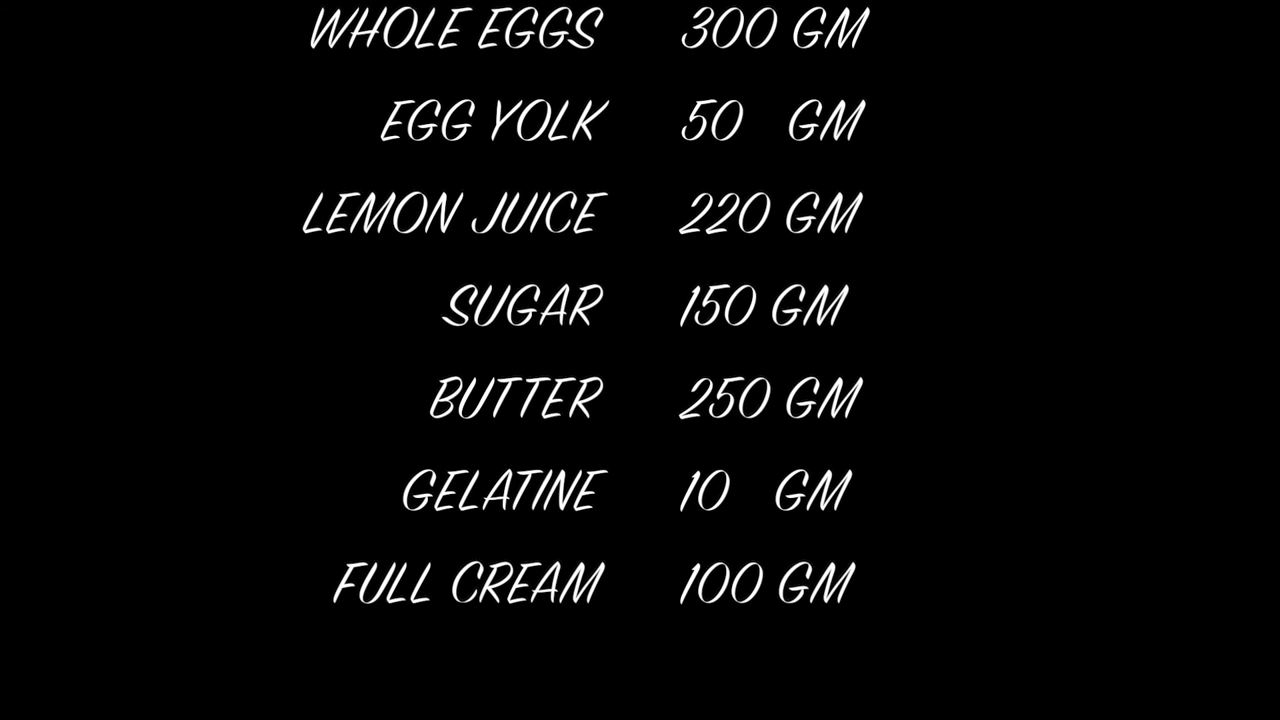 WHOLE EGGS 300 GM
EGG YOLK 50 GM
LEMON JUICE 220 GM
SUGAR 150 GM
BUTTER 250 GM
GELATINE 10 GM
FULL CREAM 100 GM